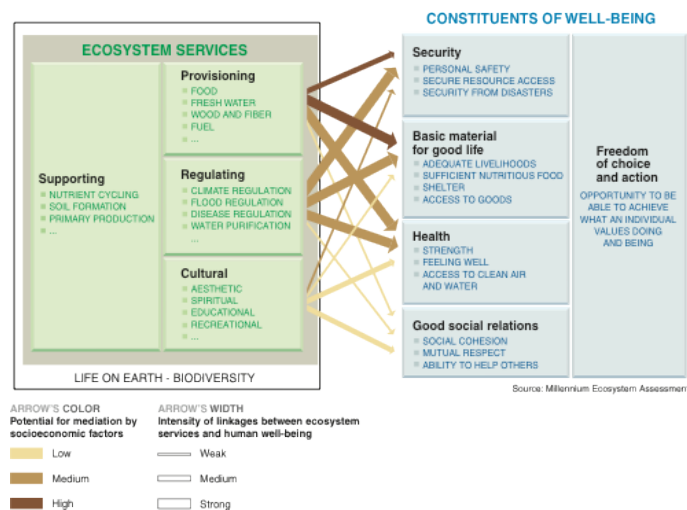 CONSTITUENTS OF WELL-BEING
ECOSYSTEM SERVICES
Supporting
NUTRIENT CYCLING
SOIL FORMATION
PRIMARY PRODUCTION
...
Provisioning
FOOD
FRESH WATER
WOOD AND FIBER
FUEL
...
Regulating
CLIMATE REGULATION
FLOOD REGULATION
DISEASE REGULATION
WATER PURIFICATION
...
Cultural
AESTHETIC
SPIRITUAL
EDUCATIONAL
RECREATIONAL
...
LIFE ON EARTH - BIODIVERSITY
Security
PERSONAL SAFETY
SECURE RESOURCE ACCESS
SECURITY FROM DISASTERS
Basic material
for good life
ADEQUATE LIVELIHOODS
SUFFICIENT NUTRITIOUS FOOD
SHELTER
ACCESS TO GOODS
Health
STRENGTH
FEELING WELL
ACCESS TO CLEAN AIR
AND WATER
Good social relations
SOCIAL COHESION
MUTUAL RESPECT
ABILITY TO HELP OTHERS
Freedom
of choice
and action
OPPORTUNITY TO BE
ABLE TO ACHIEVE
WHAT AN INDIVIDUAL
VALUES DOING
AND BEING
Source: Millennium Ecosystem Assessment
ARROW'S COLOR
Potential for mediation by
socioeconomic factors
Low
Medium
High
ARROW'S WIDTH
Intensity of linkages between ecosystem
services and human well-being
Weak
Medium
Strong